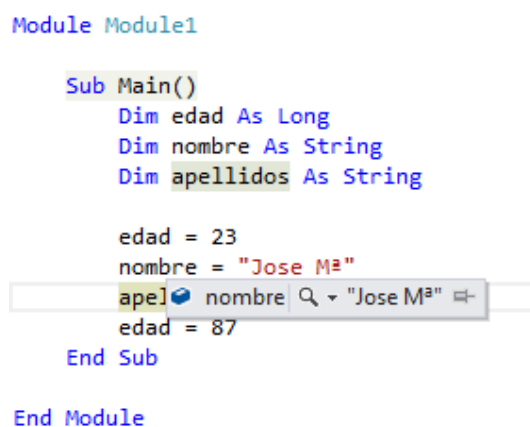 Module Module1
Sub Main()
Dim edad As Long
Dim nombre As String
Dim apellidos As String
edad = 23
nombre = "Jose Mª"
nombre "Jose Mª"
edad = 87
End Sub
End Module